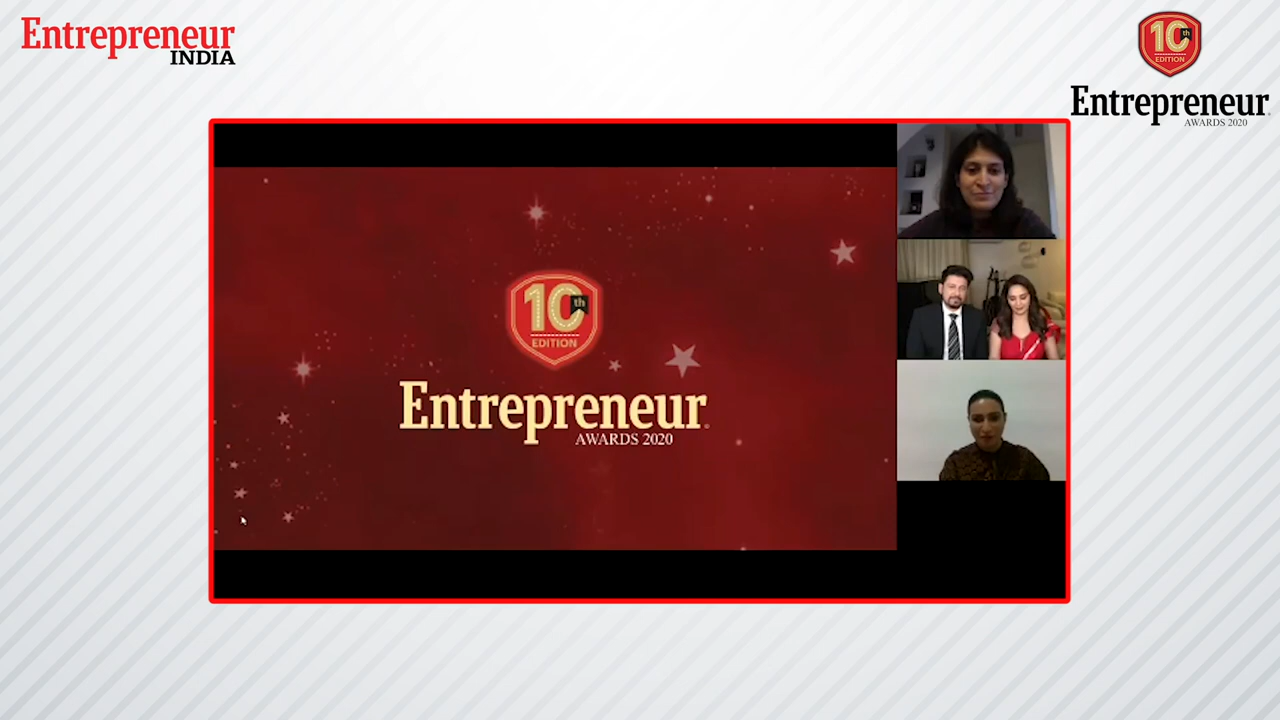 Entrepreneur
INDIA
10th
EDITION
Entrepreneur
AWARDS 2020
10th
EDITION
Entrepreneur
AWARDS 2020